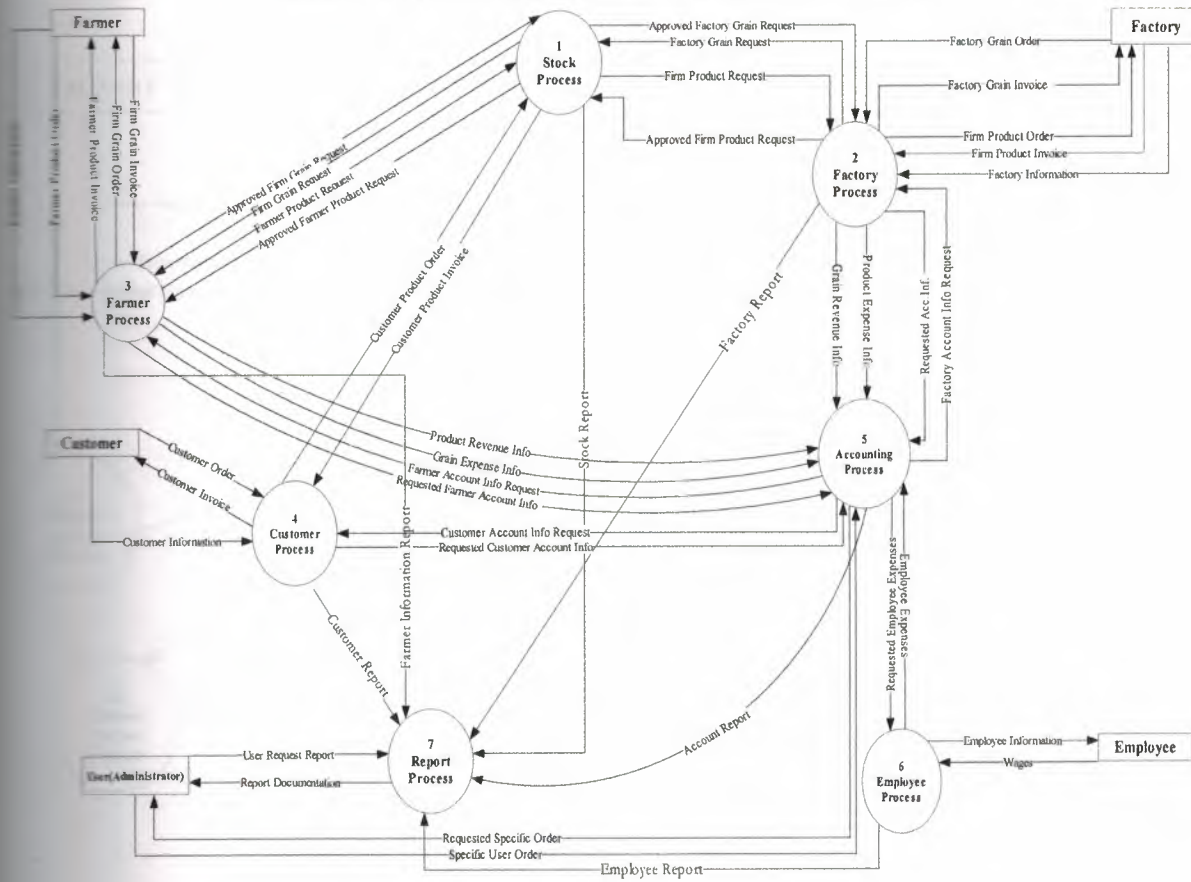 Farmer
1
Stock
Process
Approved Factory Grain Request
Factory Grain Request
Firm Product Request
Approved Firm Product Request
Factory
Factory Grain Order
Factory Grain Invoice
Firm Product Order
Firm Product Invoice
Factory Information
2
Factory
Process
Farmer Product Invoice
Firm Grain Order
Firm Grain Invoice
Approved Firm Grain Request
Firm Grain Request
Farmer Product Request
Approved Farmer Product Request
3
Farmer
Process
Customer Product Order
Customer Product Invoice
Stock Report
Factory Report
Grain Revenue Info
Product Expense Info
Requested Acc Inf.
Factory Account Info Request
Customer
Customer Order
Customer Invoice
Customer Information
4
Customer
Process
Product Revenue Info
Grain Expense Info
Farmer Account Info Request
Requested Farmer Account Info
5
Accounting
Process
Customer Account Info Request
Requested Customer Account Info
Customer Report
Farmer Information Report
Requested Employee Expenses
Employee Expenses
Account Report
7
Report
Process
User(Administrator)
User Request Report
Report Documentation
6
Employee
Process
Employee Information
Wages
Employee
Requested Specific Order
Specific User Order
Employee Report